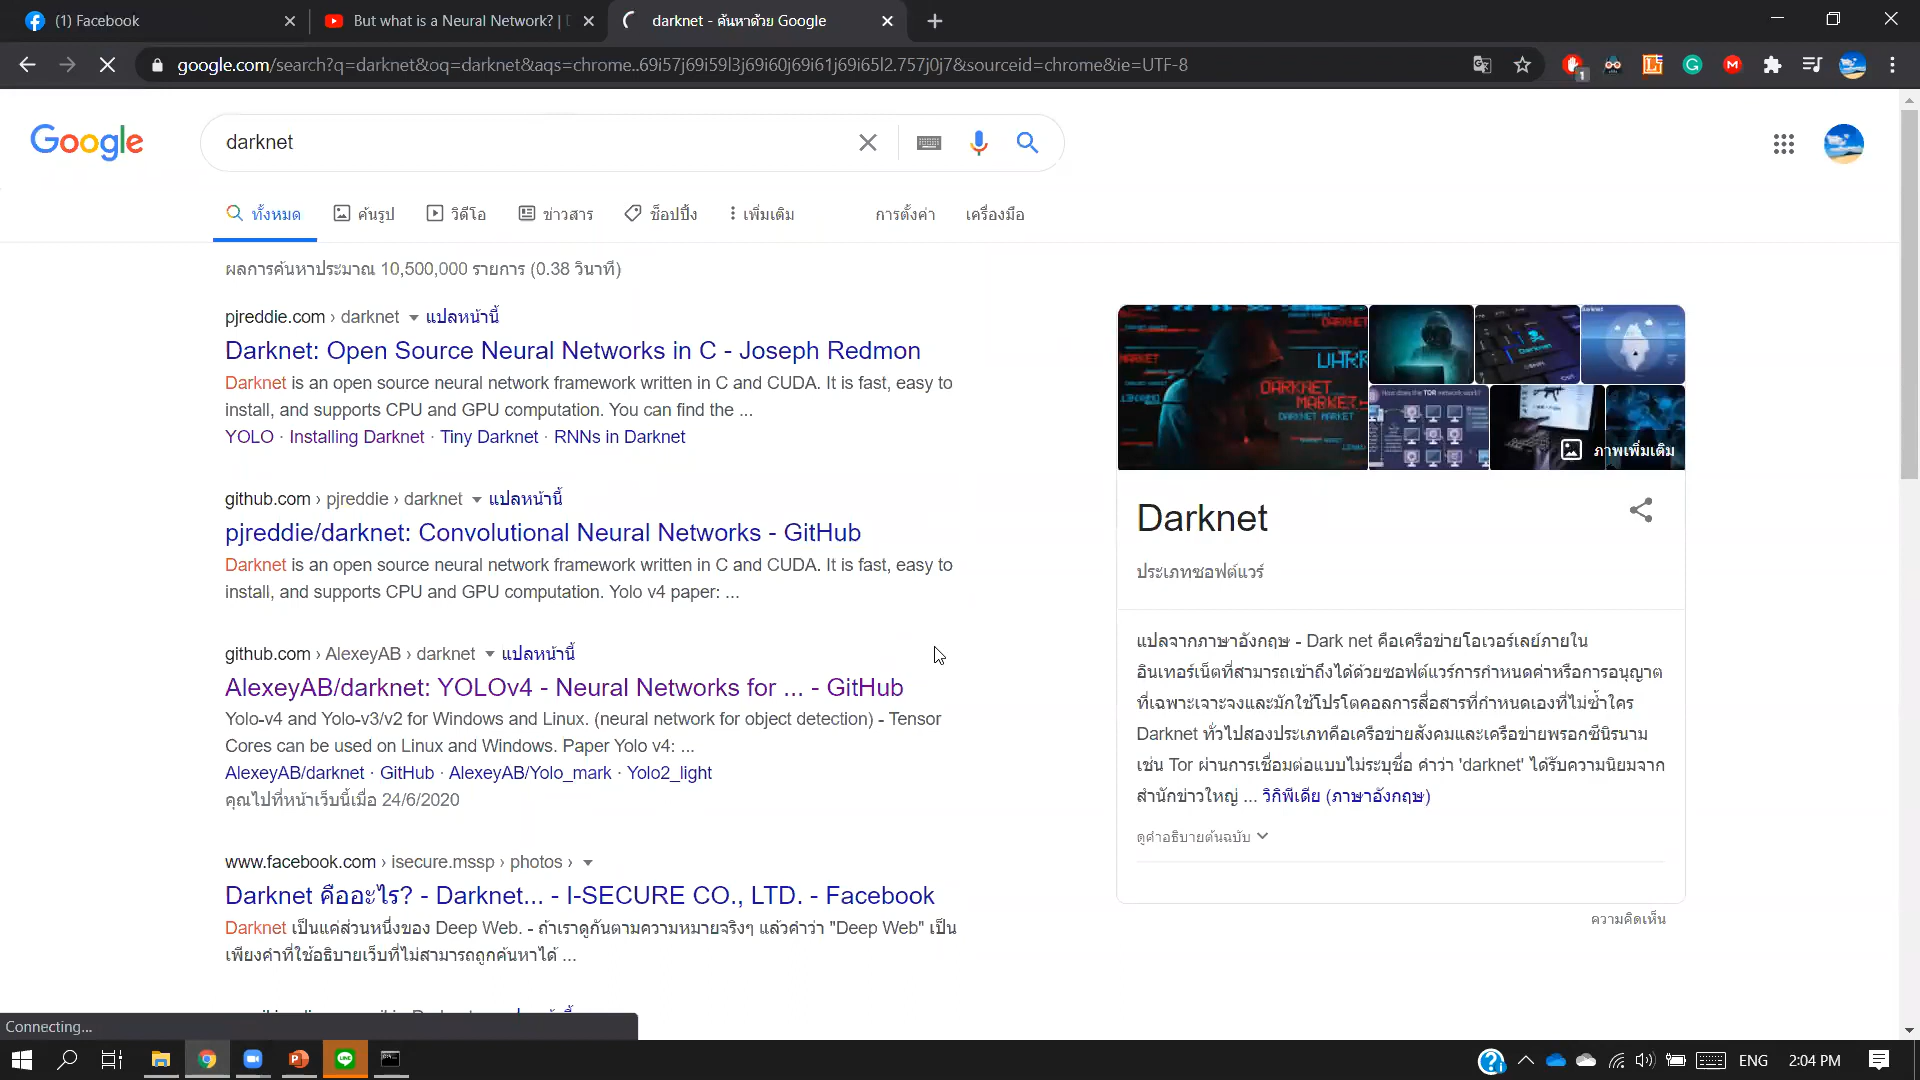 (1) Facebook
But what is a Neural Network? |
darknet - ค้นหาด้วย Google
google.com/search?q=darknet&oq=darknet&aqs=chrome..69i57j69i59l3j69i60j69i61j69i65l2.757j0j7&sourceid=chrome&ie=UTF-8
1
Google
darknet
ทั้งหมด ค้นรูป วิดีโอ ข่าวสาร ช็อปปิ้ง เพิ่มเติม การตั้งค่า เครื่องมือ
ผลการค้นหาประมาณ 10,500,000 รายการ (0.38 วินาที)
pjreddie.com › darknet แปลหน้านี้
Darknet: Open Source Neural Networks in C - Joseph Redmon
Darknet is an open source neural network framework written in C and CUDA. It is fast, easy to
install, and supports CPU and GPU computation. You can find the ...
YOLO · Installing Darknet · Tiny Darknet · RNNs in Darknet
github.com › pjreddie › darknet แปลหน้านี้
pjreddie/darknet: Convolutional Neural Networks - GitHub
Darknet is an open source neural network framework written in C and CUDA. It is fast, easy to
install, and supports CPU and GPU computation. Yolo v4 paper: ...
github.com › AlexeyAB › darknet แปลหน้านี้
AlexeyAB/darknet: YOLOv4 - Neural Networks for ... - GitHub
Yolo-v4 and Yolo-v3/v2 for Windows and Linux. (neural network for object detection) - Tensor
Cores can be used on Linux and Windows. Paper Yolo v4: ...
AlexeyAB/darknet · GitHub · AlexeyAB/Yolo_mark · Yolo2_light
คุณไปที่หน้าเว็บนี้เมื่อ 24/6/2020
www.facebook.com › isecure.mssp › photos ›
Darknet คืออะไร? - Darknet... - I-SECURE CO., LTD. - Facebook
Darknet เป็นแค่ส่วนหนึ่งของ Deep Web. - ถ้าเราดูกันตามความหมายจริงๆ แล้วคำว่า "Deep Web" เป็น
เพียงคำที่ใช้อธิบายเว็บที่ไม่สามารถถูกค้นหาได้ ...
DARKNET
MARKET
DARKNET MARKET
How does the TOR network work?
ภาพเพิ่มเติม
Darknet
ประเภทซอฟต์แวร์
แปลจากภาษาอังกฤษ - Dark net คือเครือข่ายโอเวอร์เลย์ภายใน
อินเทอร์เน็ตที่สามารถเข้าถึงได้ด้วยซอฟต์แวร์การกำหนดค่าหรือการอนุญาต
ที่เฉพาะเจาะจงและมักใช้โปรโตคอลการสื่อสารที่กำหนดเองที่ไม่ซ้ำใคร
Darknet ทั่วไปสองประเภทคือเครือข่ายสังคมและเครือข่ายพรอกซีนิรนาม
เช่น Tor ผ่านการเชื่อมต่อแบบไม่ระบุชื่อ คำว่า 'darknet' ได้รับความนิยมจาก
สำนักข่าวใหญ่ ... วิกิพีเดีย (ภาษาอังกฤษ)
ดูคำอธิบายต้นฉบับ
ความคิดเห็น
Connecting...
ENG 2:04 PM